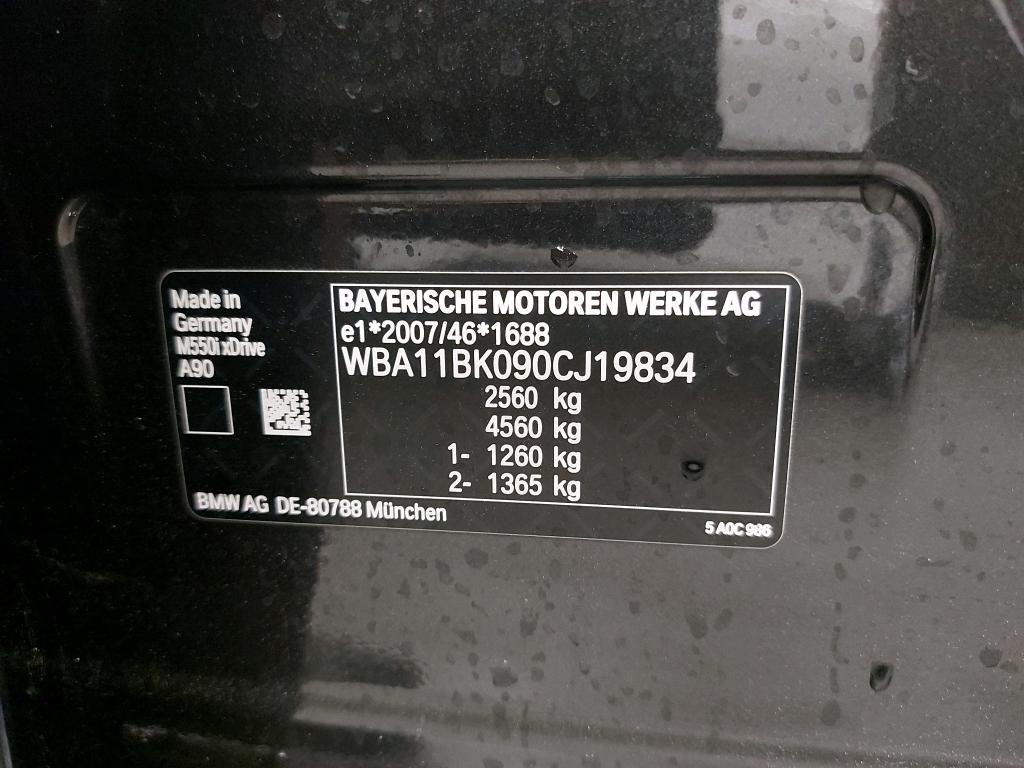 Made in
Germany
M550i xDrive
A90
BAYERISCHE MOTOREN WERKE AG
e1*2007/46*1688
WBA11BK090CJ19834
2560 kg
4560 kg
1- 1260 kg
2- 1365 kg
BMW AG DE-80788 München
5 A0C 986